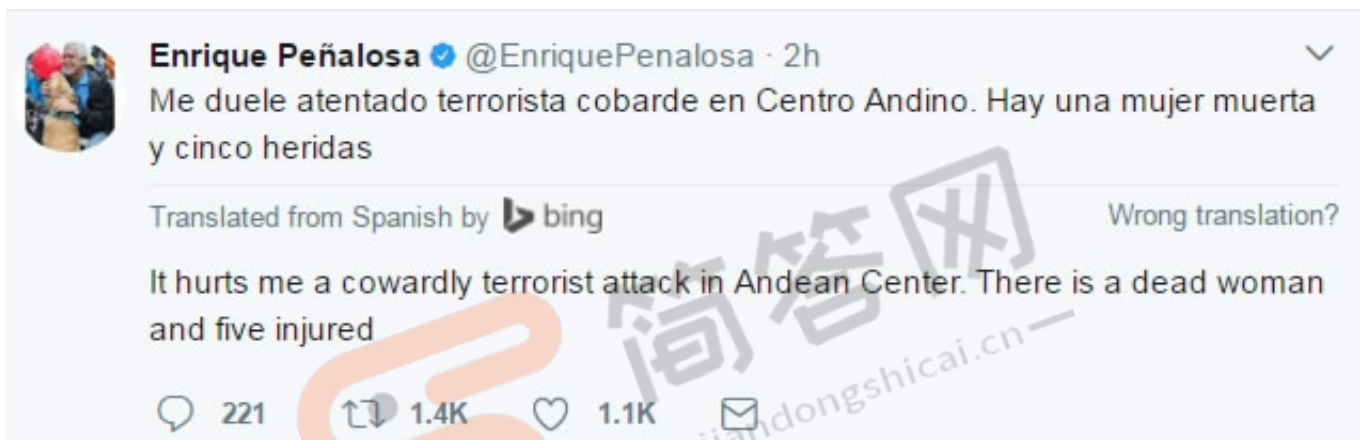 Enrique Peñalosa @EnriquePenalosa · 2h
Me duele atentado terrorista cobarde en Centro Andino. Hay una mujer muerta
y cinco heridas
Translated from Spanish by bing
Wrong translation?
It hurts me a cowardly terrorist attack in Andean Center. There is a dead woman
and five injured
221 1.4K 1.1K
简答网
jiandongshicai.cn